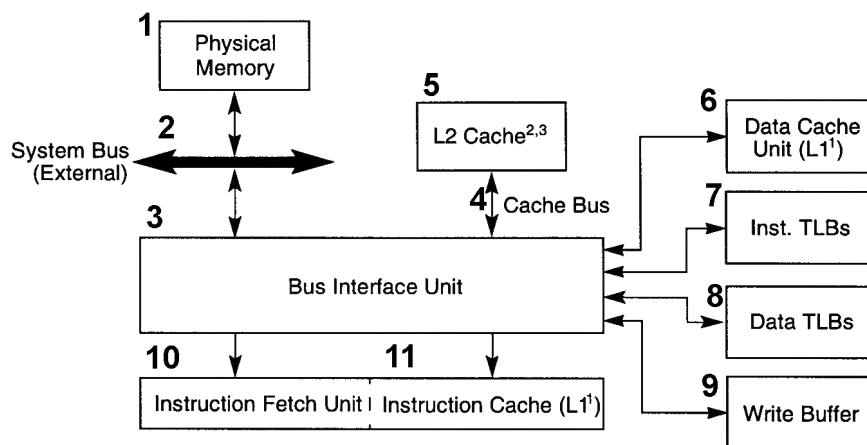 1
Physical
Memory
2
System Bus
(External)
5
L2 Cache2,3
4
Cache Bus
3
Bus Interface Unit
6
Data Cache
Unit (L11)
7
Inst. TLBs
8
Data TLBs
9
Write Buffer
10
Instruction Fetch Unit
11
Instruction Cache (L11)